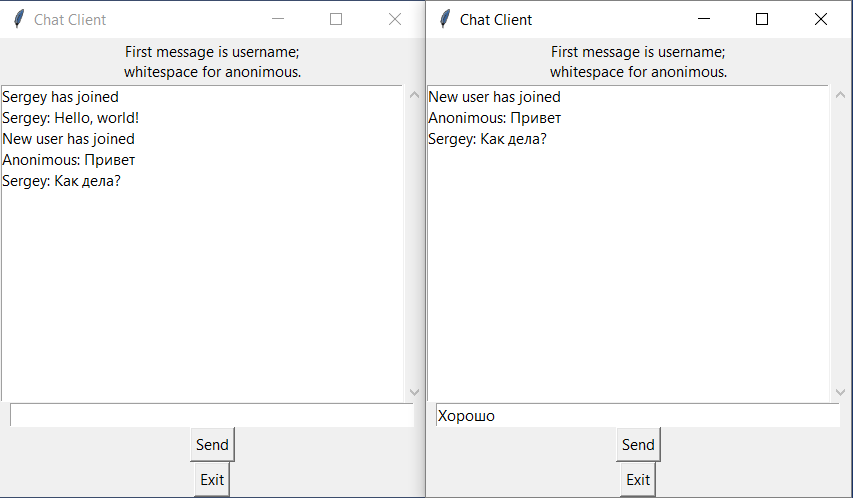 Chat Client
First message is username;
whitespace for anonimous.
Sergey has joined
Sergey: Hello, world!
New user has joined
Anonimous: Привет
Sergey: Как дела?
Send
Exit
Chat Client
First message is username;
whitespace for anonimous.
New user has joined
Anonimous: Привет
Sergey: Как дела?
Хорошо
Send
Exit